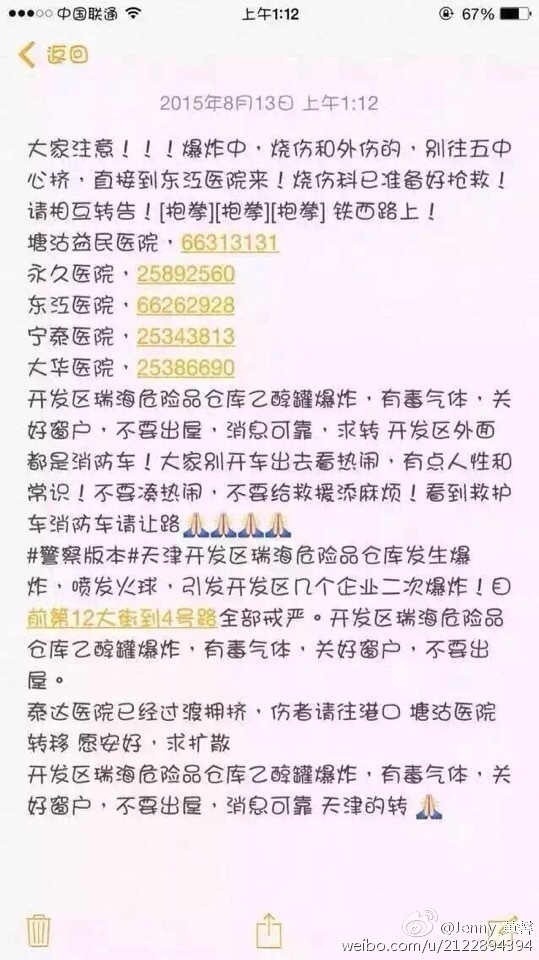 中国联通 上午1:12 67%
返回
2015年8月13日 上午1:12
大家注意！！！爆炸中，烧伤和外伤的，别往五中
心挤，直接到东江医院来！烧伤科已准备好抢救！
请相互转告！[抱拳][抱拳][抱拳] 铁西路上！
塘沽益民医院，66313131
永久医院，25892560
东江医院，66262928
宁泰医院，25343813
大华医院，25386690
开发区瑞海危险品仓库乙醇罐爆炸，有毒气体，关
好窗户，不要出屋，消息可靠，求转 开发区外面
都是消防车！大家别开车出去看热闹，有点人性和
常识！不要凑热闹，不要给救援添麻烦！看到救护
车消防车请让路🙏🙏🙏🙏
#警察版本#天津开发区瑞海危险品仓库发生爆
炸，喷发火球，引发开发区几个企业二次爆炸！目
前第12大街到4号路全部戒严。开发区瑞海危险品
仓库乙醇罐爆炸，有毒气体，关好窗户，不要出
屋。
泰达医院已经过渡拥挤，伤者请往港口 塘沽医院
转移 愿安好，求扩散
开发区瑞海危险品仓库乙醇罐爆炸，有毒气体，关
好窗户，不要出屋，消息可靠 天津的转 🙏
@Jenny
weibo.com/u/2122894394